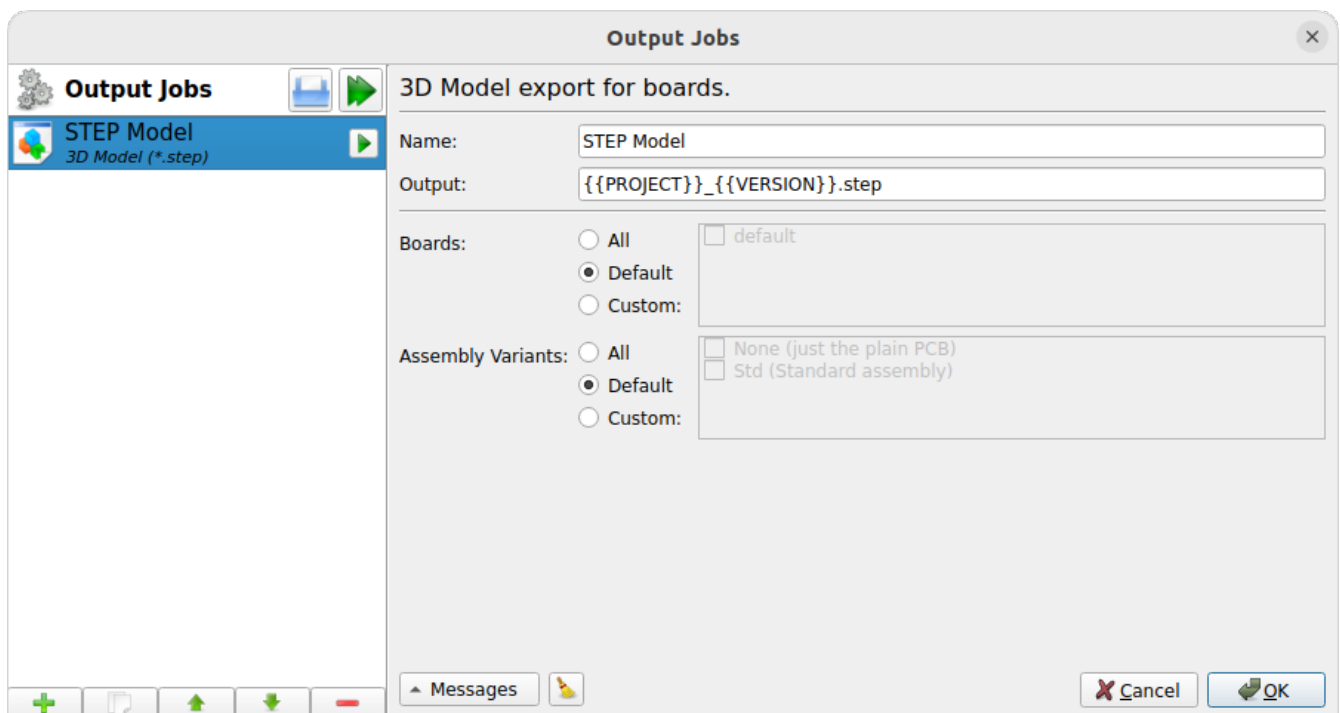 Output Jobs
Output Jobs
STEP Model
3D Model (*.step)
3D Model export for boards.
Name:
STEP Model
Output:
{{PROJECT}}_{{VERSION}}.step
Boards:
All
Default
Custom:
default
Assembly Variants:
All
Default
Custom:
None (just the plain PCB)
Std (Standard assembly)
Messages
Cancel
OK